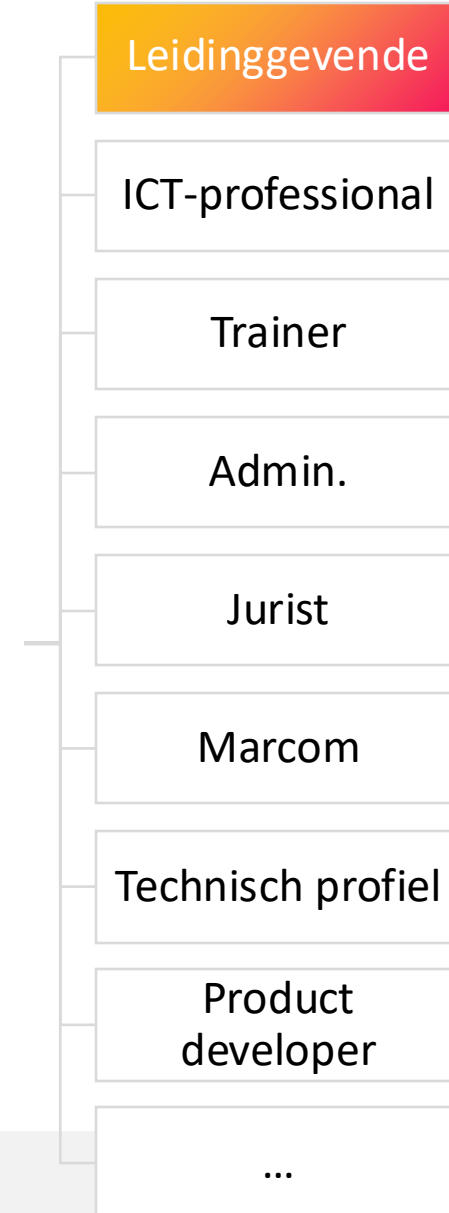 Leidinggevende
ICT-professional
Trainer
Admin.
Jurist
Marcom
Technisch profiel
Product
developer
...